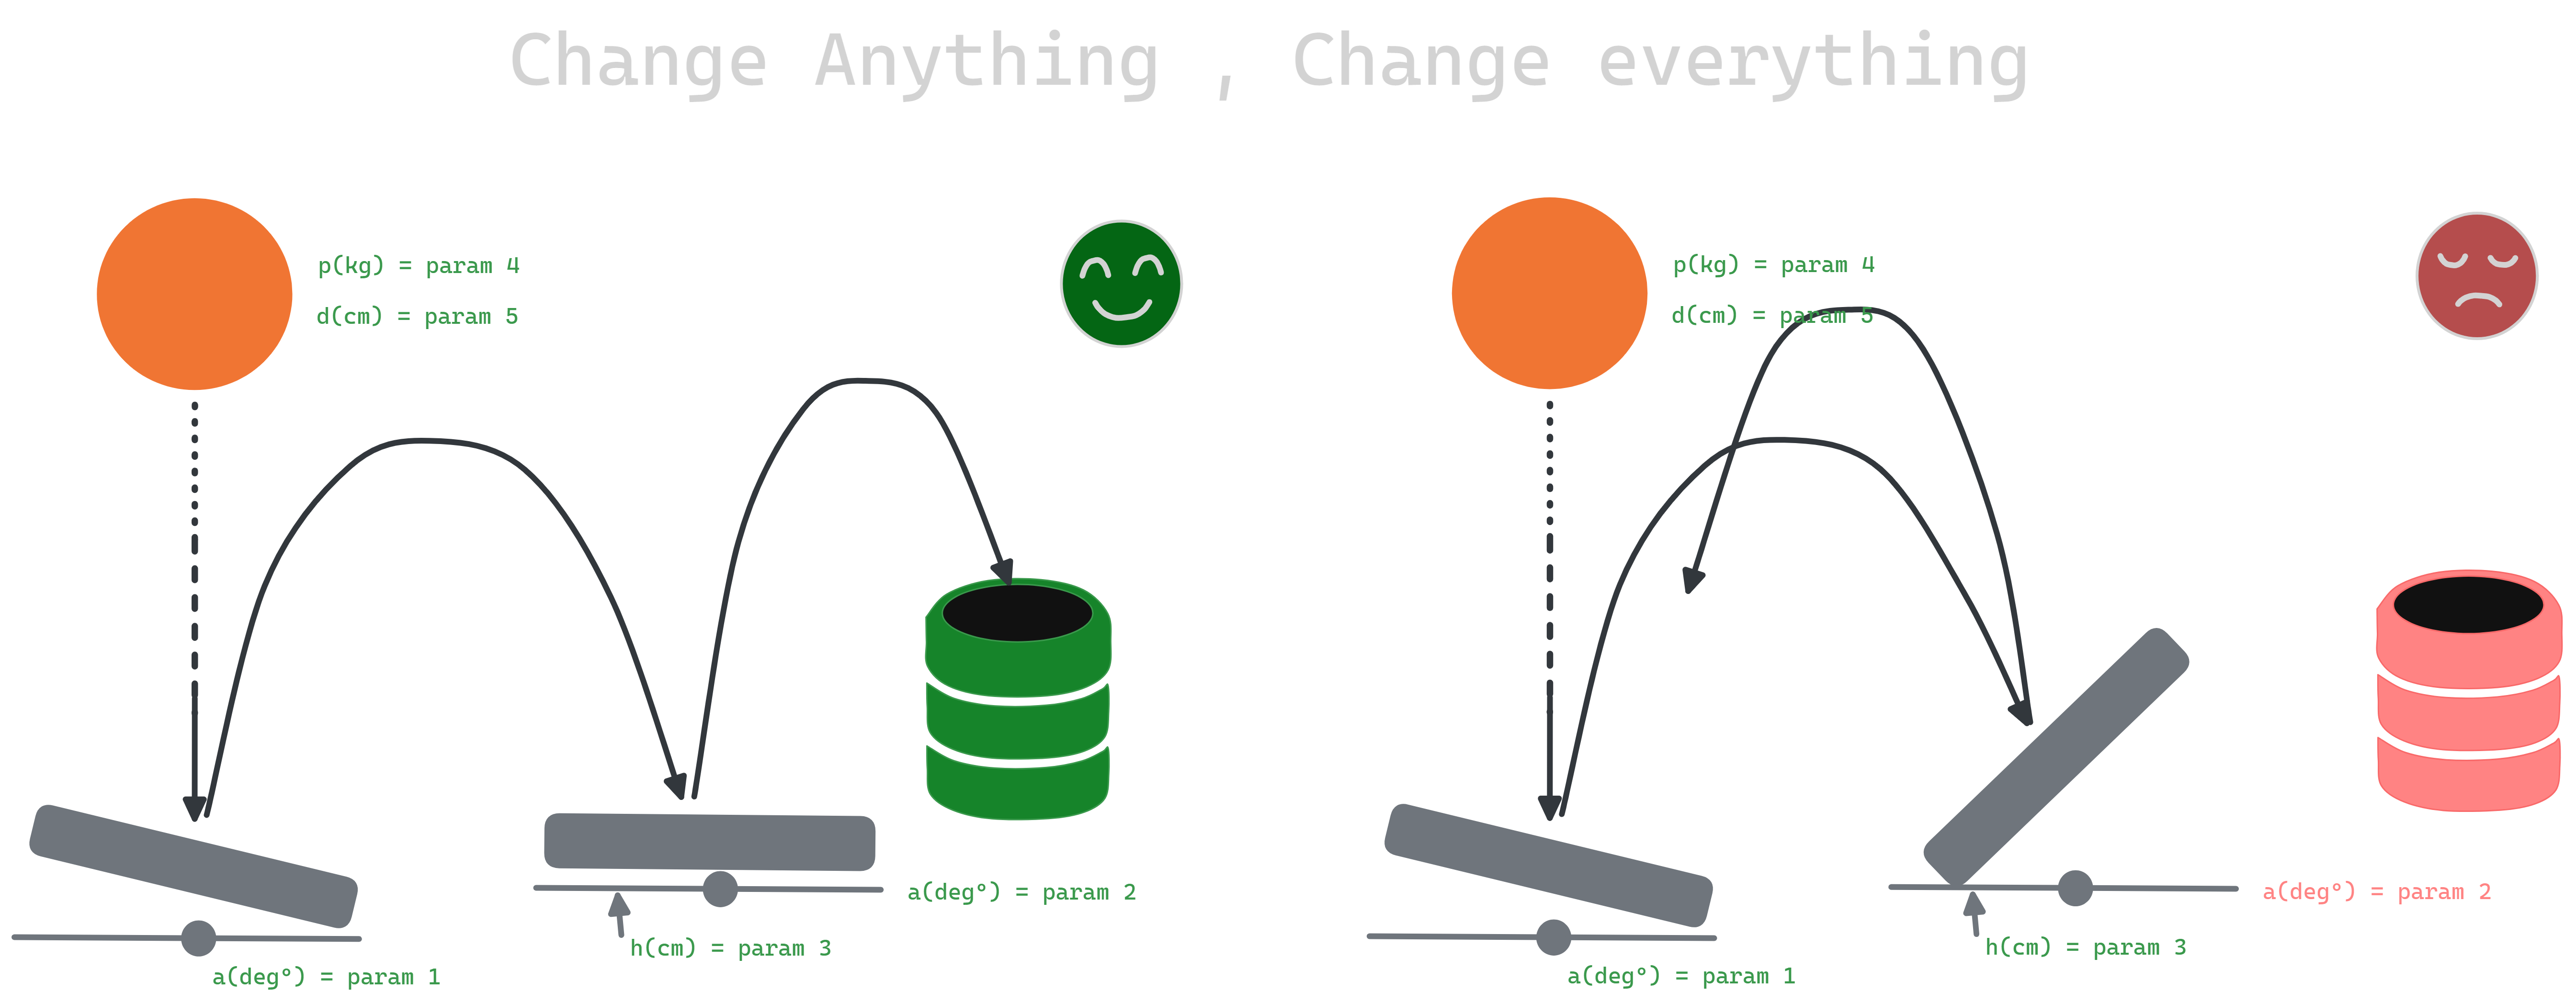 Change Anything , Change everything
p(kg) = param 4
d(cm) = param 5
a(deg°) = param 2
h(cm) = param 3
a(deg°) = param 1
p(kg) = param 4
d(cm) = param 5
a(deg°) = param 2
h(cm) = param 3
a(deg°) = param 1